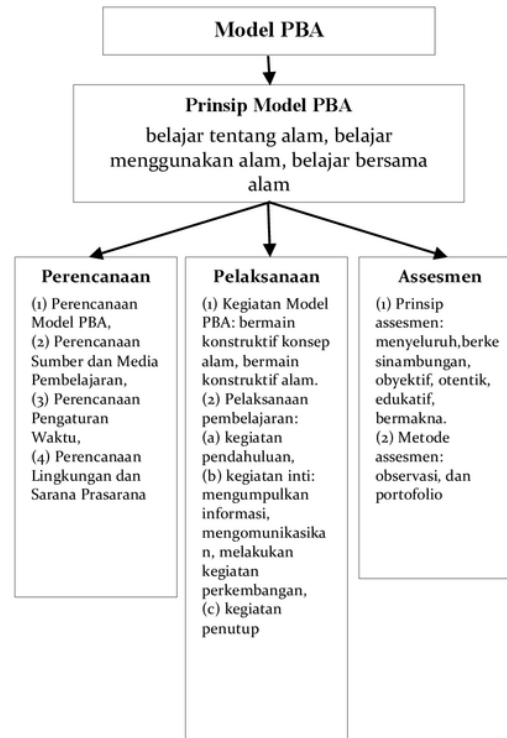 Model PBA
Prinsip Model PBA
belajar tentang alam, belajar
menggunakan alam, belajar bersama
alam
Perencanaan
(1) Perencanaan
Model PBA,
(2) Perencanaan
Sumber dan Media
Pembelajaran,
(3) Perencanaan
Pengaturan
Waktu,
(4) Perencanaan
Lingkungan dan
Sarana Prasarana
Pelaksanaan
(1) Kegiatan Model
PBA: bermain
konstruktif konsep
alam, bermain
konstruktif alam.
(2) Pelaksanaan
pembelajaran:
(a) kegiatan
pendahuluan,
(b) kegiatan inti:
mengumpulkan
informasi,
mengomunikasika
n, melakukan
kegiatan
perkembangan,
(c) kegiatan
penutup
Assesmen
(1) Prinsip
assesmen:
menyeluruh,berke
sinambungan,
obyektif, otentik,
edukatif,
bermakna.
(2) Metode
assesmen:
observasi, dan
portofolio